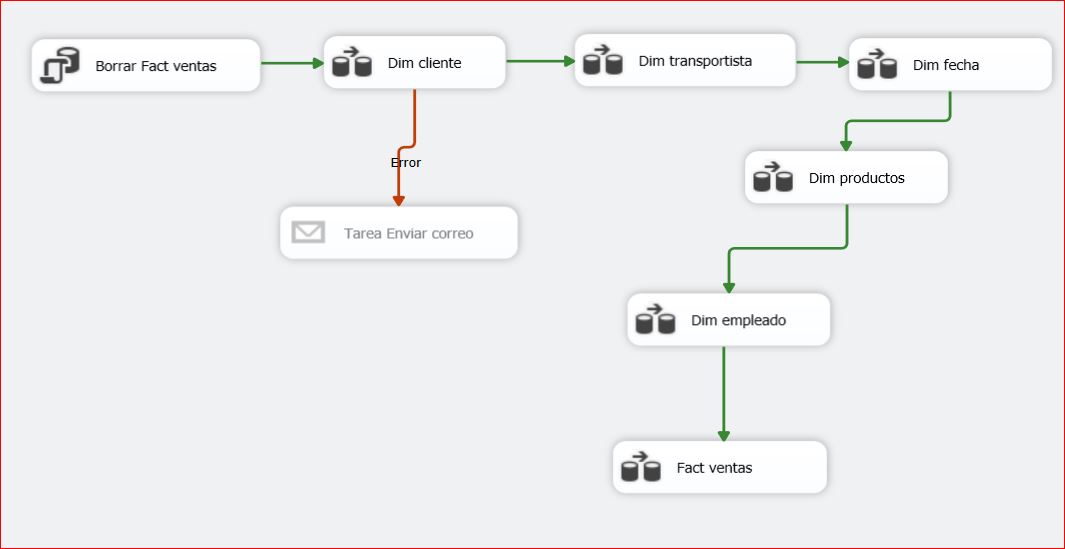 Borrar Fact ventas
Dim cliente
Dim transportista
Dim fecha
Error
Dim productos
Tarea Enviar correo
Dim empleado
Fact ventas